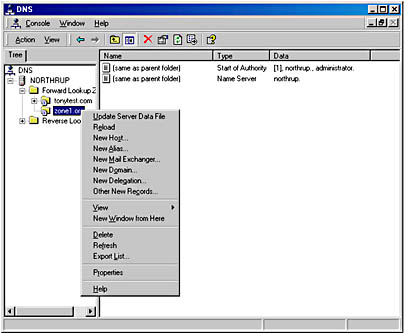 DNS
Console Window Help
Action View
Tree
Name Type Data
DNS
NORTHRUP
Forward Lookup Z
tonytest.com
zone1.or
Reverse Loo
(same as parent folder) Start of Authority [1], northrup., administrator.
(same as parent folder) Name Server northrup.
Update Server Data File
Reload
New Host...
New Alias...
New Mail Exchanger...
New Domain...
New Delegation...
Other New Records...
View
New Window from Here
Delete
Refresh
Export List...
Properties
Help